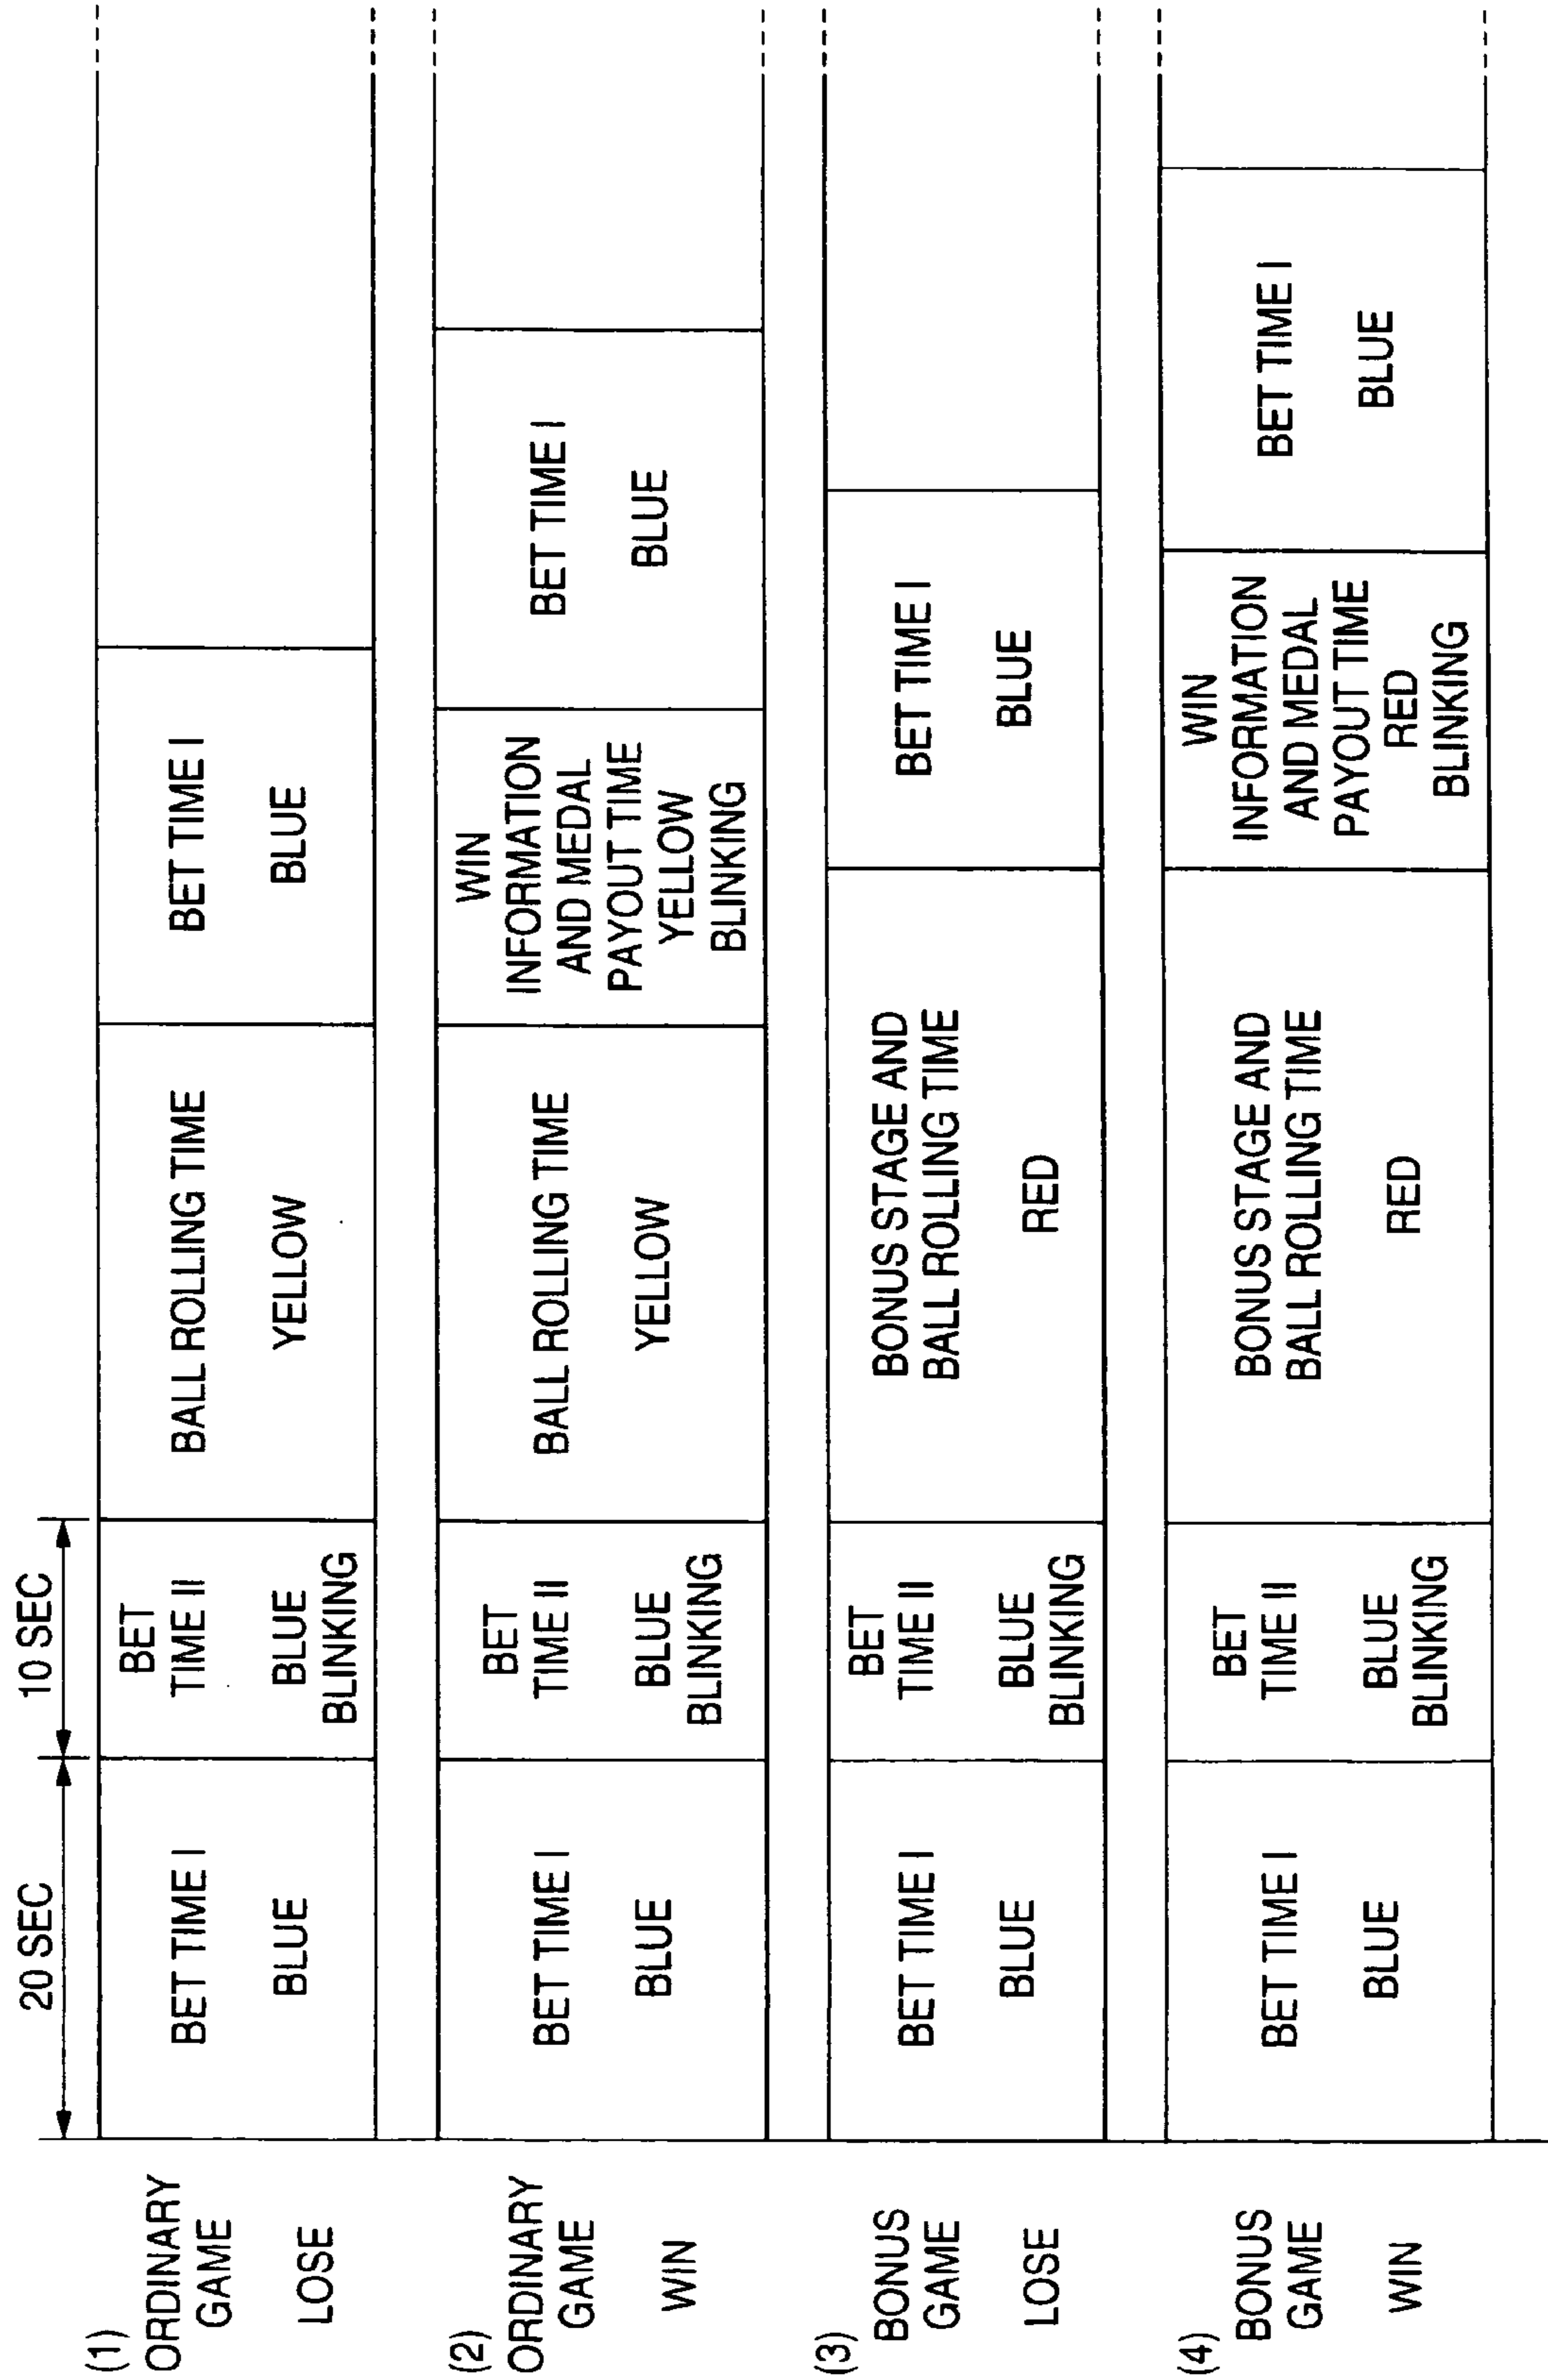 20 SEC
10 SEC
(1)
ORDINARY
GAME
LOSE
BET TIME I
BLUE
BET
TIME II
BLUE
BLINKING
BALL ROLLING TIME
YELLOW
BET TIME I
BLUE
(2)
ORDINARY
GAME
WIN
BET TIME I
BLUE
BET
TIME II
BLUE
BLINKING
BALL ROLLING TIME
YELLOW
WIN
INFORMATION
AND MEDAL
PAYOUT TIME
YELLOW
BLINKING
BET TIME I
BLUE
(3)
BONUS
GAME
LOSE
BET TIME I
BLUE
BET
TIME II
BLUE
BLINKING
BONUS STAGE AND
BALL ROLLING TIME
RED
BET TIME I
BLUE
(4)
BONUS
GAME
WIN
BET TIME I
BLUE
BET
TIME II
BLUE
BLINKING
BONUS STAGE AND
BALL ROLLING TIME
RED
WIN
INFORMATION
AND MEDAL
PAYOUT TIME
RED
BLINKING
BET TIME I
BLUE